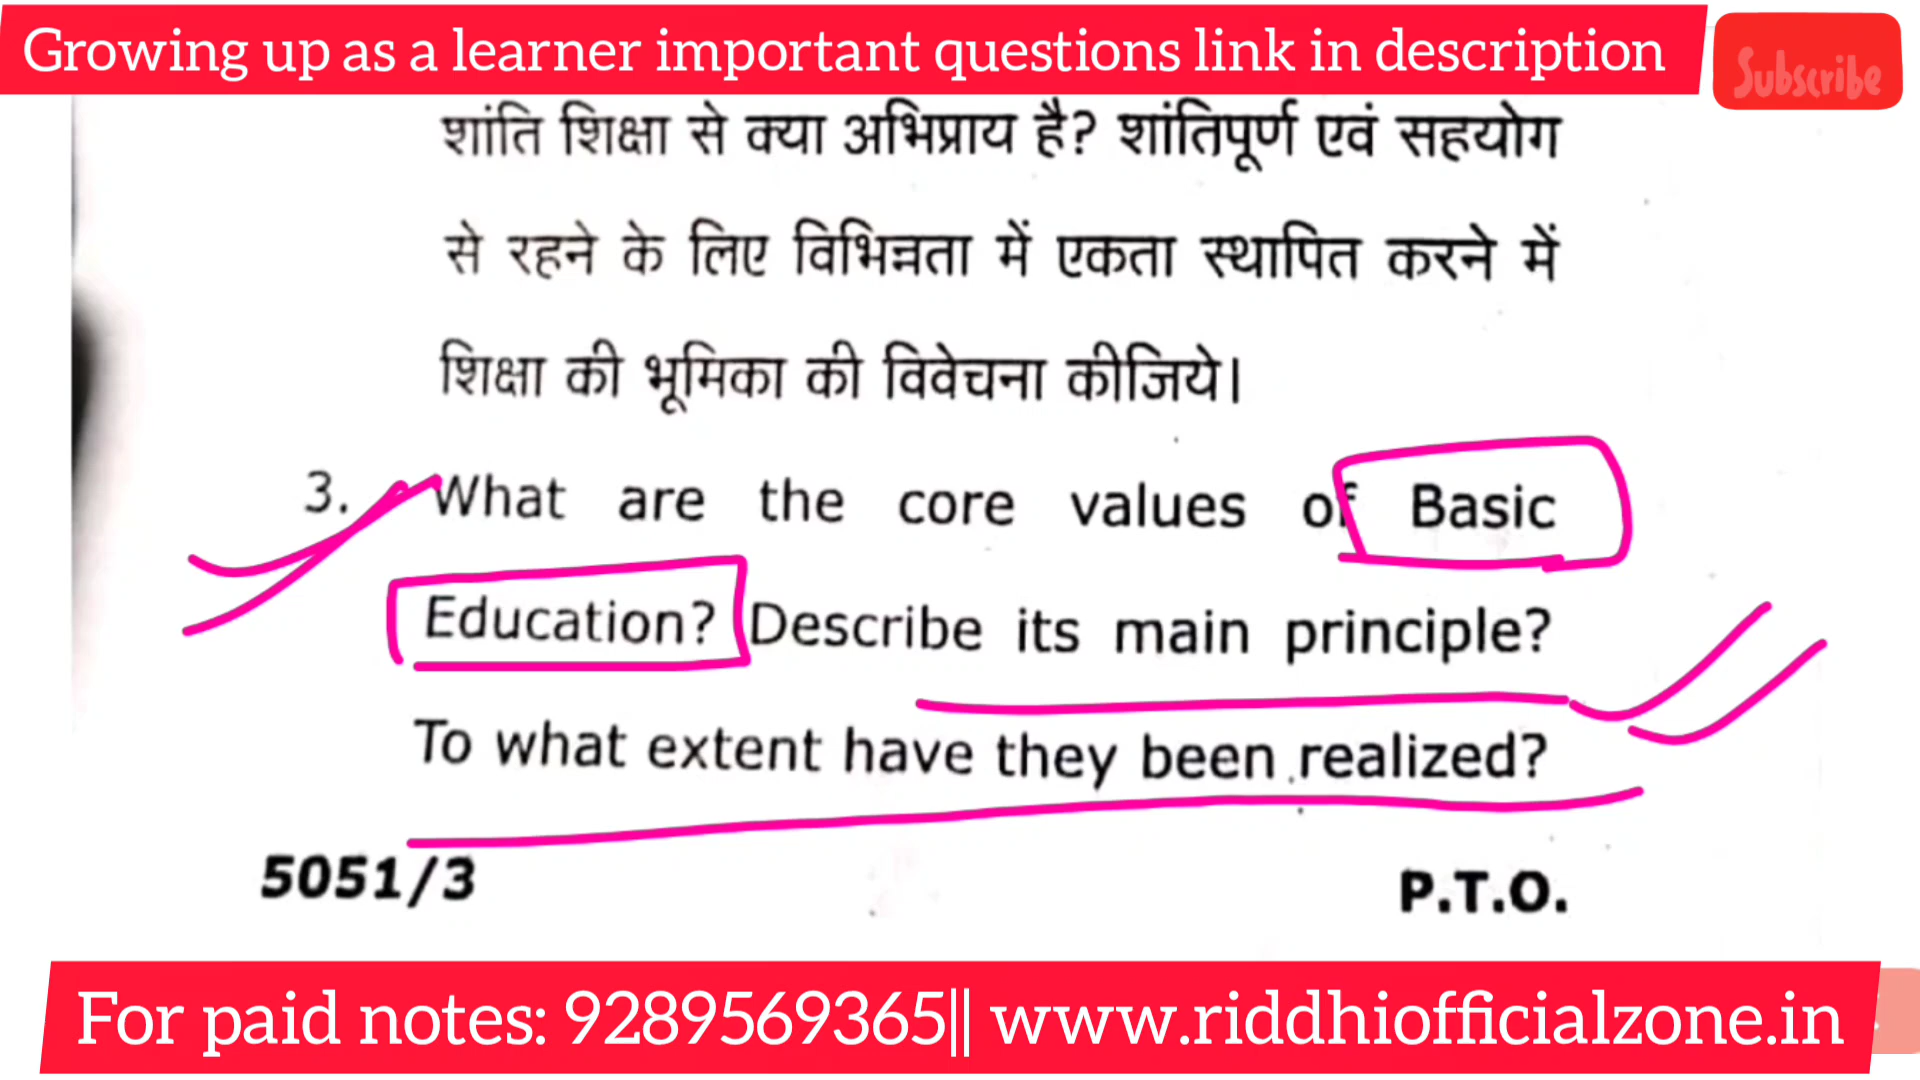 Growing up as a learner important questions link in description
Subscribe
शांति शिक्षा से क्या अभिप्राय है? शांतिपूर्ण एवं सहयोग
से रहने के लिए विभिन्नता में एकता स्थापित करने में
शिक्षा की भूमिका की विवेचना कीजिये।
3. What are the core values of Basic
Education? Describe its main principle?
To what extent have they been realized?
5051/3 P.T.O.
For paid notes: 9289569365|| www.riddhiofficialzone.in